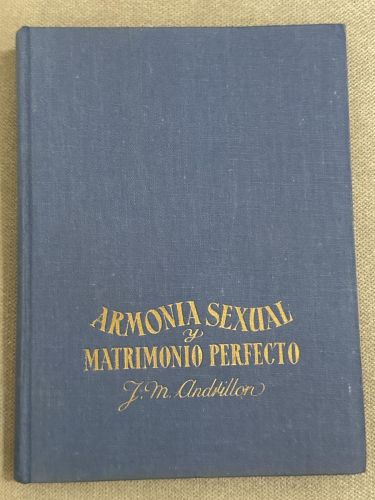 ARMONIA SEXUAL
y
MATRIMONIO PERFECTO
J. M. Andrillon